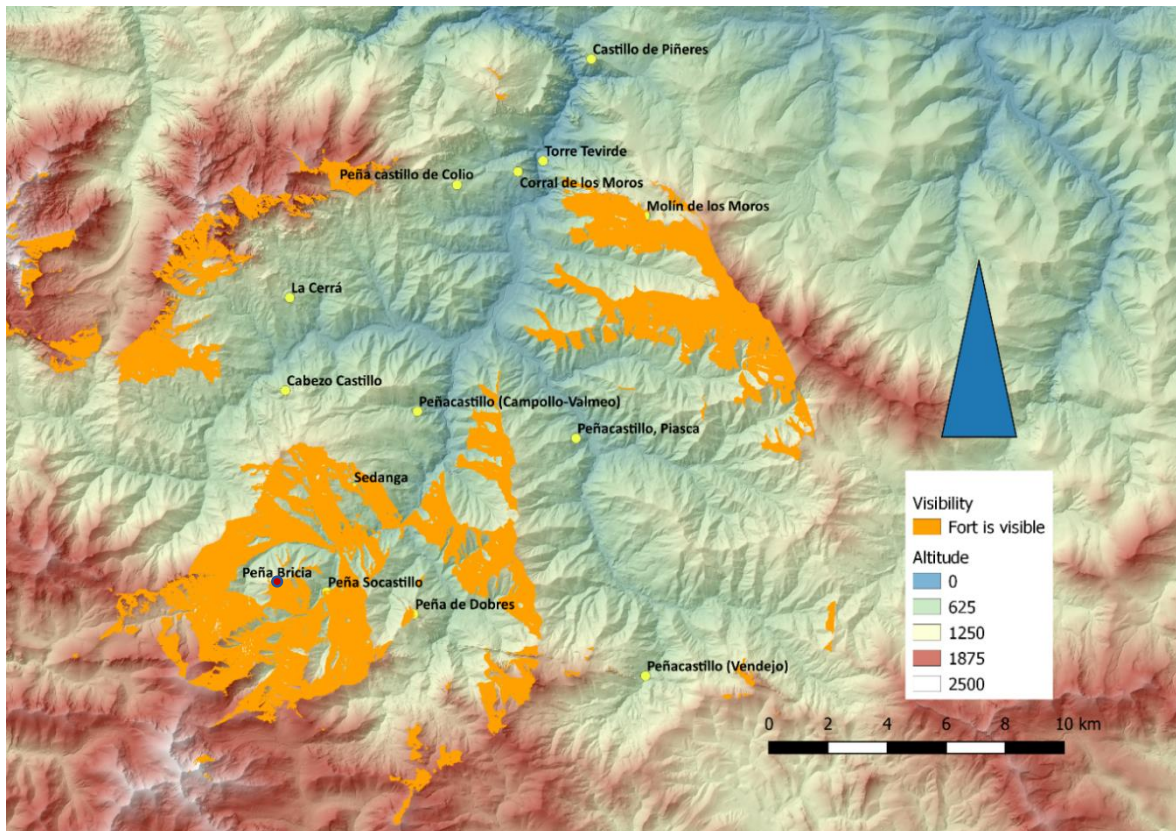 Castillo de Piñeres
Torre Tevirde
Peña castillo de Colio
Corral de los Moros
Molín de los Moros
La Cerrá
Cabezo Castillo
Peñacastillo (Campollo-Valmeo)
Peñacastillo, Piasca
Sedanga
Peña Bricia
Peña Socastillo
Peña de Dobres
Peñacastillo (Vendejo)
Visibility
Fort is visible
Altitude
0
625
1250
1875
2500
0 2 4 6 8 10 km